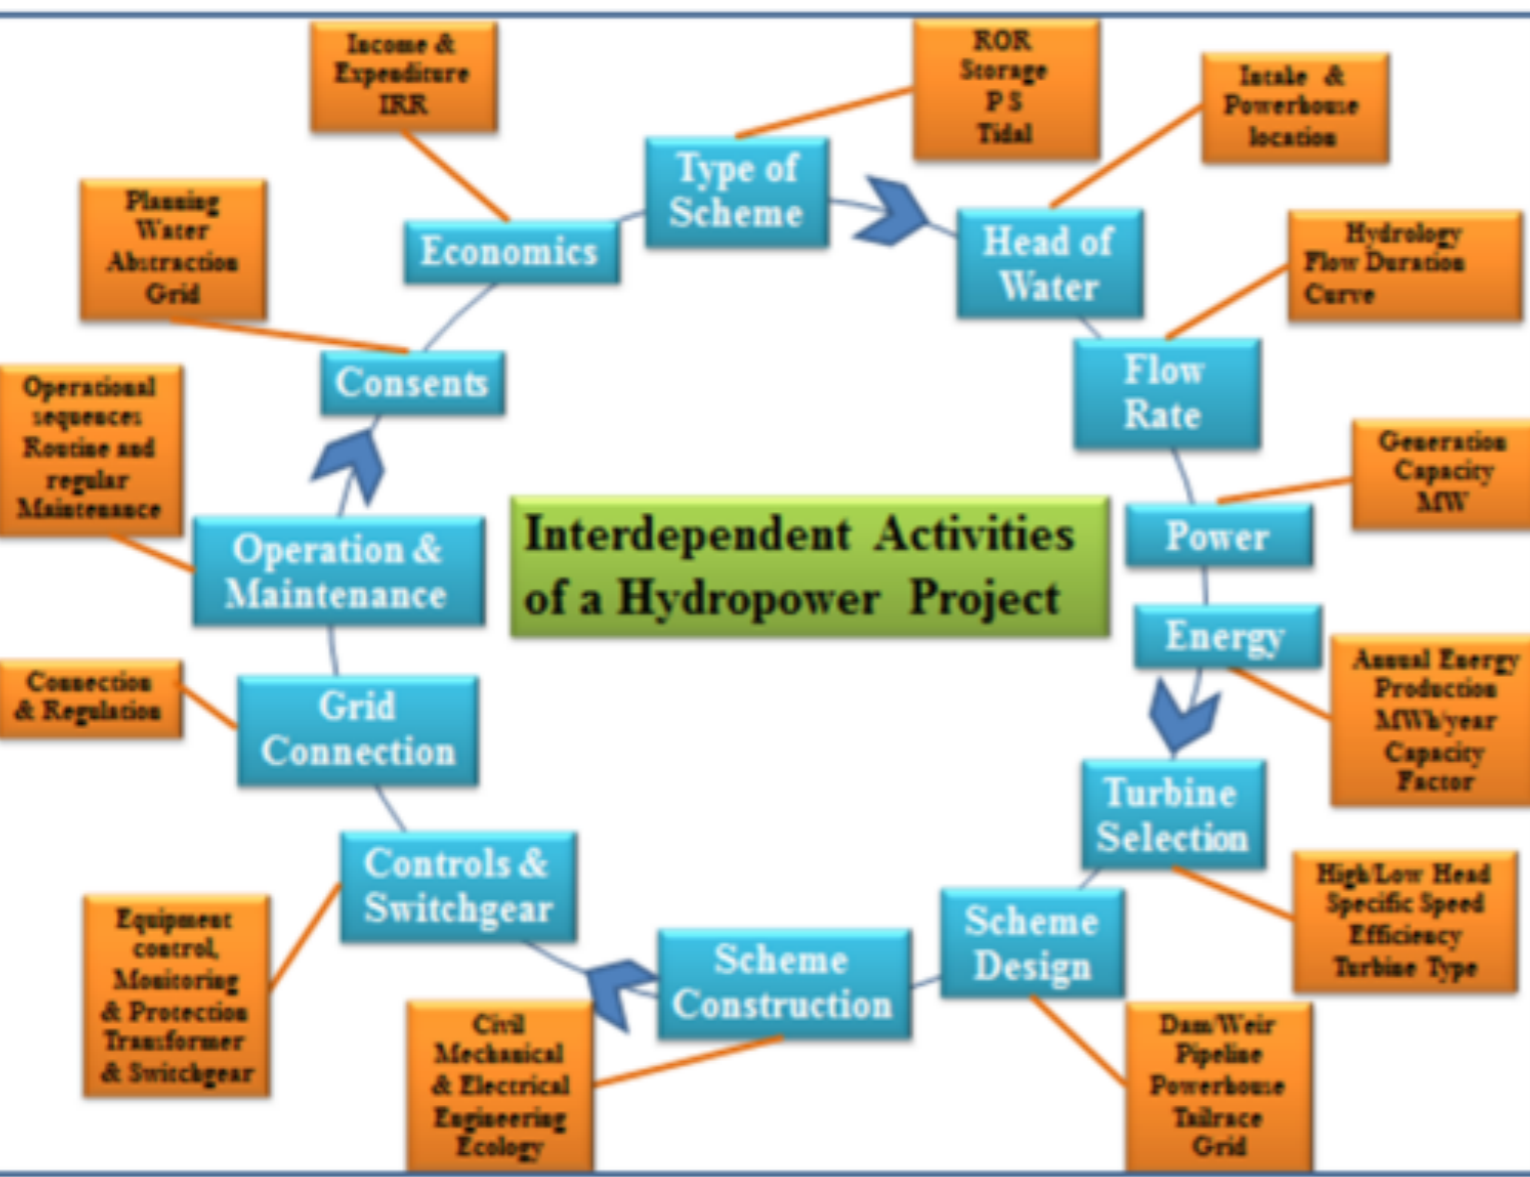 Income &
Expenditure
IRR
ROR
Storage
P S
Tidal
Intake &
Powerhouse
location
Type of
Scheme
Planning
Water
Abstraction
Grid
Economics
Head of
Water
Hydrology
Flow Duration
Curve
Consents
Flow
Rate
Operational
sequences
Routine and
regular
Maintenance
Generation
Capacity
MW
Operation &
Maintenance
Interdependent Activities
of a Hydropower Project
Power
Energy
Connection
& Regulation
Grid
Connection
Annual Energy
Production
MWh/year
Capacity
Factor
Turbine
Selection
Controls &
Switchgear
High/Low Head
Specific Speed
Efficiency
Turbine Type
Equipment
control,
Monitoring
& Protection
Transformer
& Switchgear
Scheme
Construction
Scheme
Design
Civil
Mechanical
& Electrical
Engineering
Ecology
Dam/Weir
Pipeline
Powerhouse
Tailrace
Grid